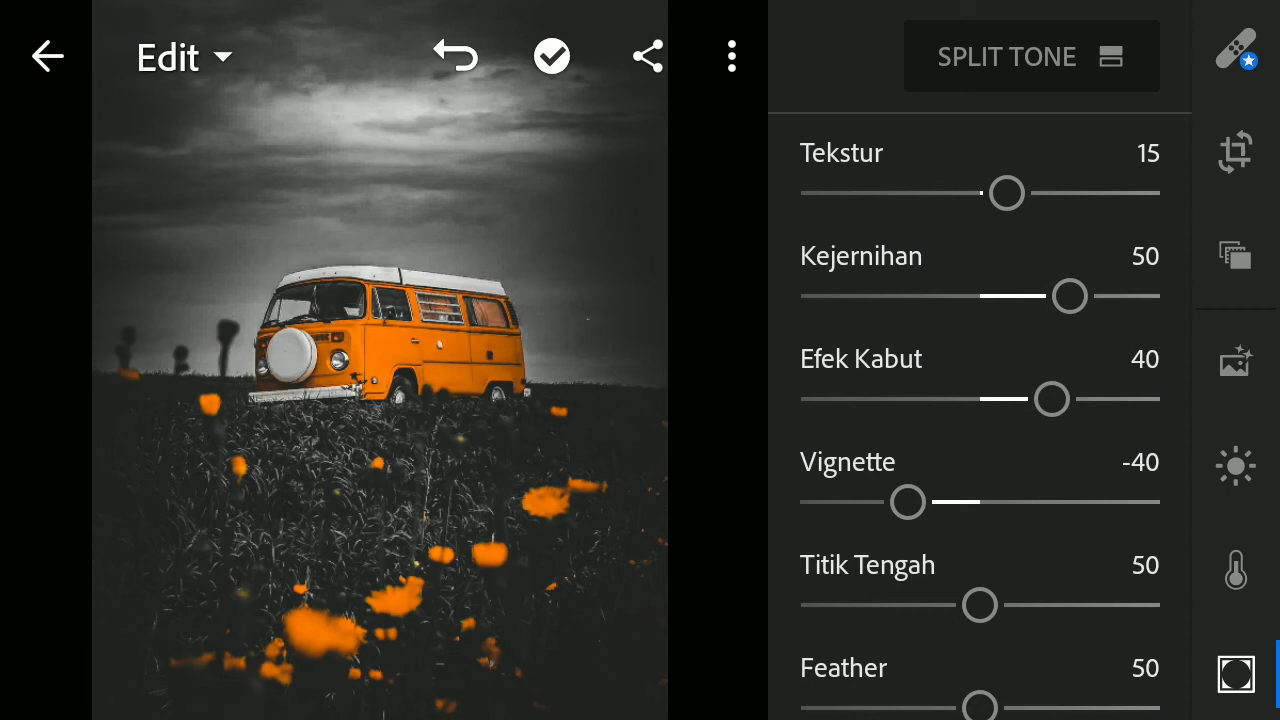 Edit
SPLIT TONE
Tekstur 15
Kejernihan 50
Efek Kabut 40
Vignette -40
Titik Tengah 50
Feather 50